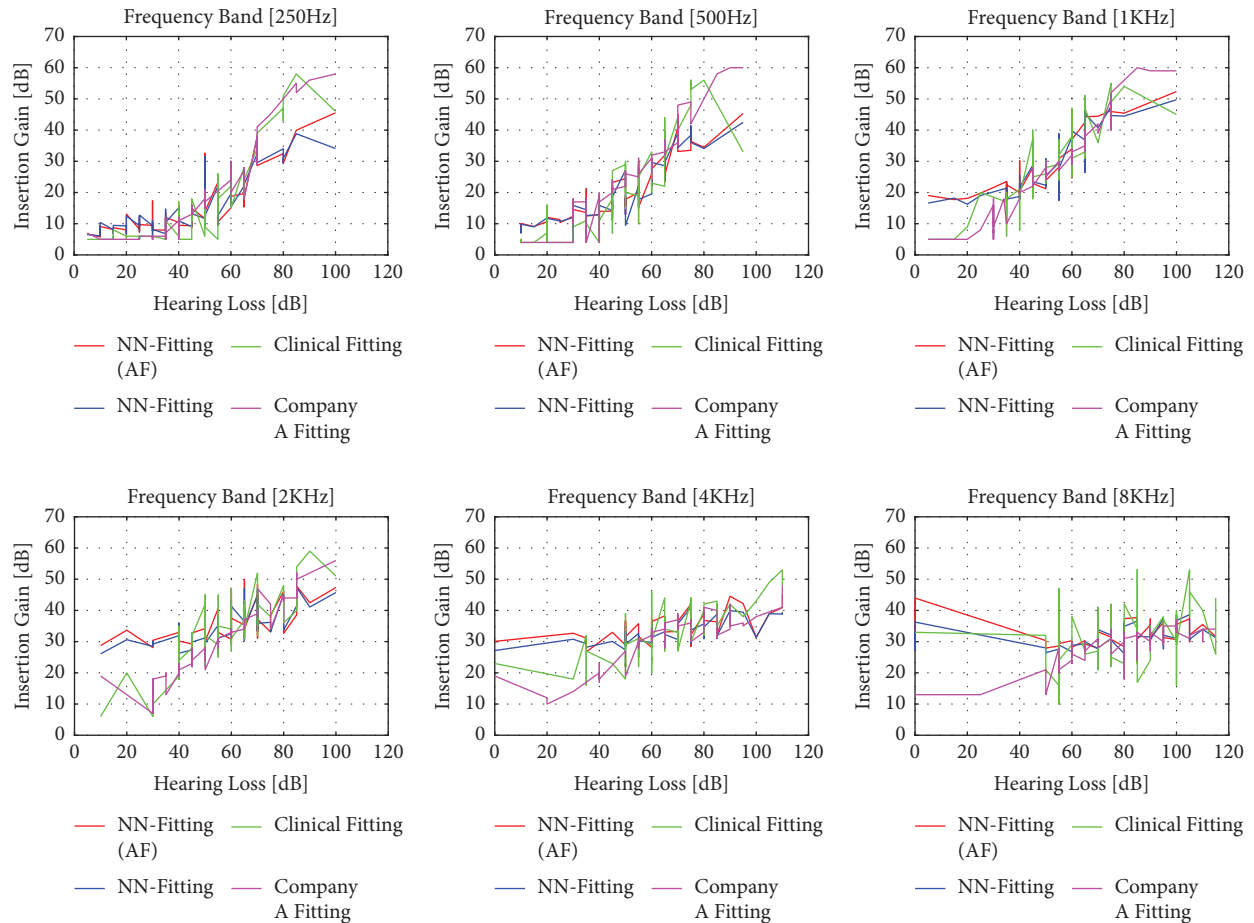 Frequency Band [250Hz]
70
60
50
40
30
20
10
0
Insertion Gain [dB]
0 20 40 60 80 100 120
Hearing Loss [dB]
NN-Fitting
(AF)
Clinical Fitting
NN-Fitting
Company
A Fitting
Frequency Band [500Hz]
70
60
50
40
30
20
10
0
Insertion Gain [dB]
0 20 40 60 80 100 120
Hearing Loss [dB]
NN-Fitting
(AF)
Clinical Fitting
NN-Fitting
Company
A Fitting
Frequency Band [1KHz]
70
60
50
40
30
20
10
0
Insertion Gain [dB]
0 20 40 60 80 100 120
Hearing Loss [dB]
NN-Fitting
(AF)
Clinical Fitting
NN-Fitting
Company
A Fitting
Frequency Band [2KHz]
70
60
50
40
30
20
10
0
Insertion Gain [dB]
0 20 40 60 80 100 120
Hearing Loss [dB]
NN-Fitting
(AF)
Clinical Fitting
NN-Fitting
Company
A Fitting
Frequency Band [4KHz]
70
60
50
40
30
20
10
0
Insertion Gain [dB]
0 20 40 60 80 100 120
Hearing Loss [dB]
NN-Fitting
(AF)
Clinical Fitting
NN-Fitting
Company
A Fitting
Frequency Band [8KHz]
70
60
50
40
30
20
10
0
Insertion Gain [dB]
0 20 40 60 80 100 120
Hearing Loss [dB]
NN-Fitting
(AF)
Clinical Fitting
NN-Fitting
Company
A Fitting